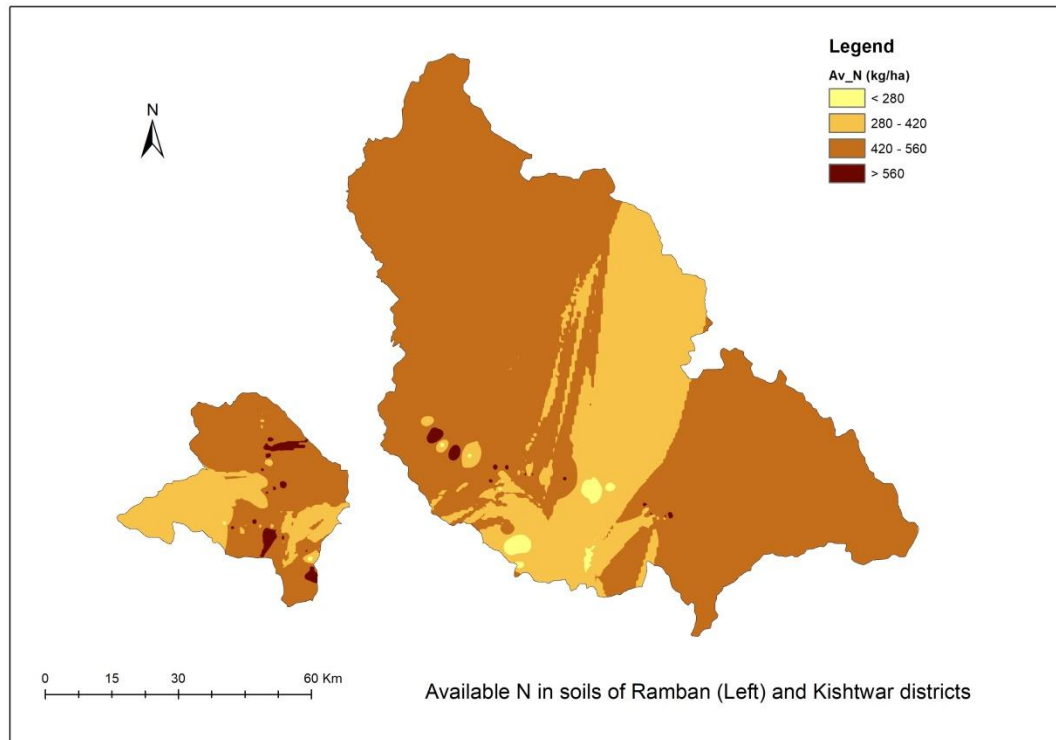 Legend
Av_N (kg/ha)
< 280
280 - 420
420 - 560
> 560
N
0 15 30 60 Km
Available N in soils of Ramban (Left) and Kishtwar districts